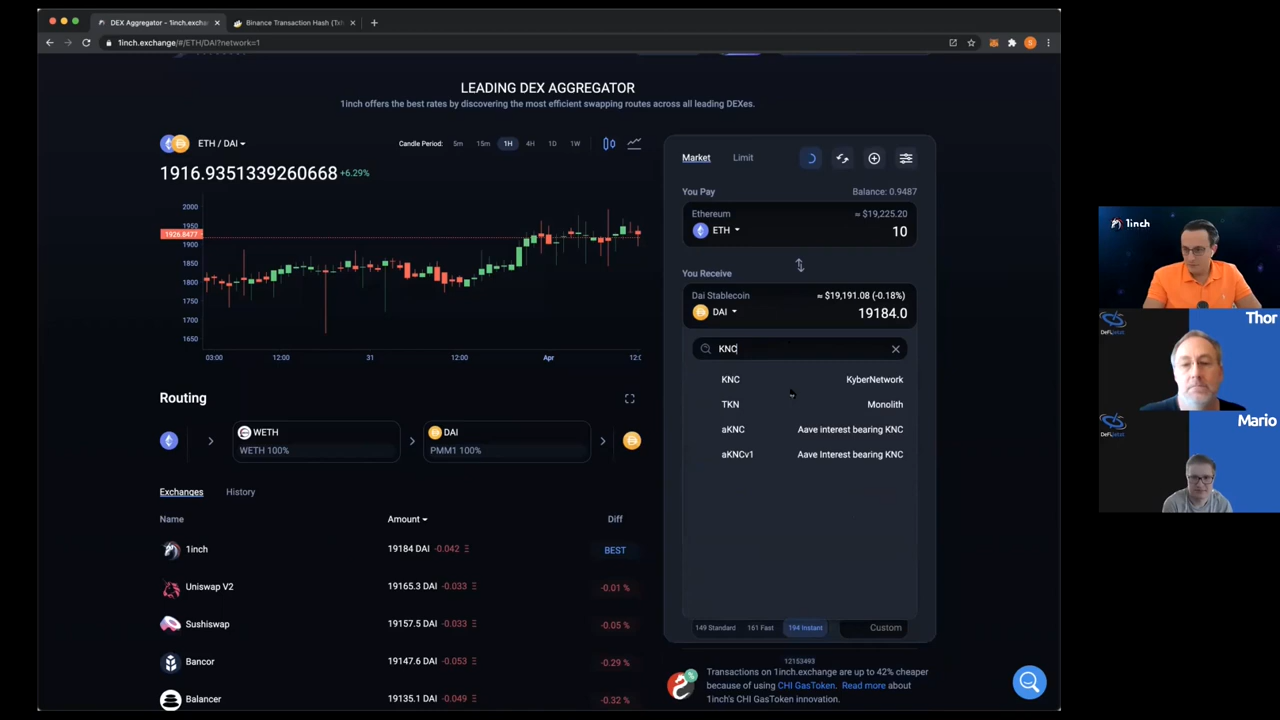 DEX Aggregator - 1inch.exchan
Binance Transaction Hash (Txh
1inch.exchange/#/ETH/DAI?network=1
LEADING DEX AGGREGATOR
1inch offers the best rates by discovering the most efficient swapping routes across all leading DEXes.
ETH / DAI
Candle Period: 5m 15m 1H 4H 1D 1W
1916.9351339260668 +6.29%
2000
1950
1926.8477
1900
1850
1800
1750
1700
1650
03:00 12:00 31 12:00 Apr 12:0
Routing
WETH
WETH 100%
DAI
PMM1 100%
Exchanges History
Name Amount Diff
1inch 19184 DAI -0.042 Ξ BEST
Uniswap V2 19165.3 DAI -0.033 Ξ -0.01 %
Sushiswap 19157.5 DAI -0.033 Ξ -0.05 %
Bancor 19147.6 DAI -0.053 Ξ -0.29 %
Balancer 19135.1 DAI -0.049 Ξ -0.32 %
Market Limit
You Pay Balance: 0.9487
Ethereum ≈ $19,225.20
ETH 10
You Receive
Dai Stablecoin ≈ $19,191.08 (-0.18%)
DAI 19184.0
KNC
KNC KyberNetwork
TKN Monolith
aKNC Aave interest bearing KNC
aKNCv1 Aave Interest bearing KNC
149 Standard 161 Fast 194 Instant Custom
12153493
Transactions on 1inch.exchange are up to 42% cheaper
because of using CHI GasToken. Read more about
1inch's CHI GasToken innovation.
1inch
Thor
Mario